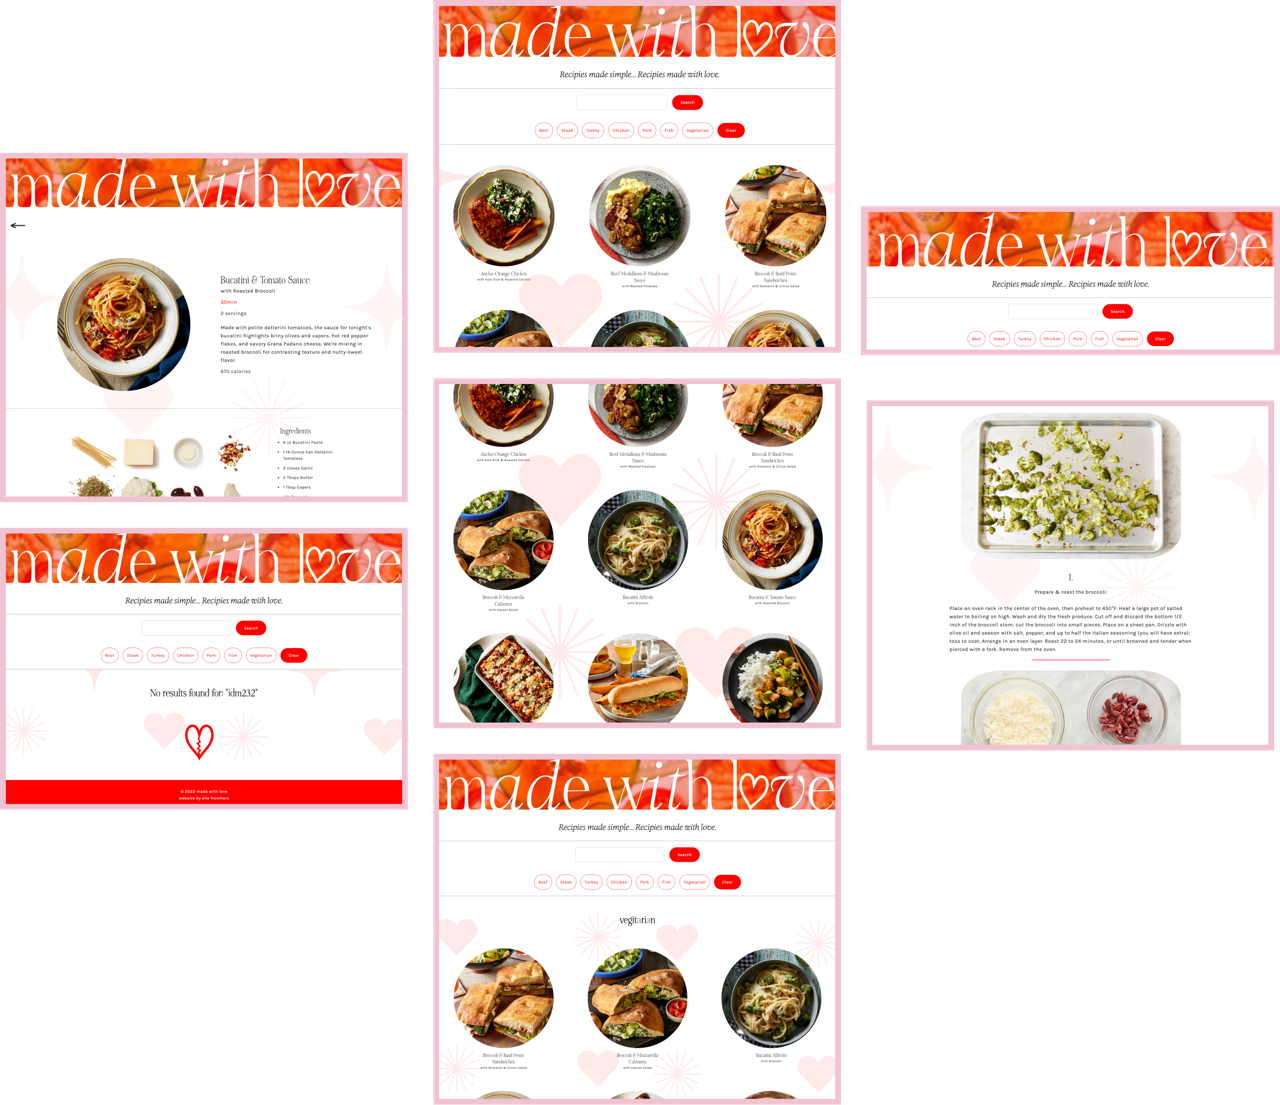 made with love
←
Bucatini & Tomato Sauce
with Roasted Broccoli
30min
2 servings
Made with petite datterini tomatoes, the sauce for tonight's
bucatini highlights briny olives and capers, hot red pepper
flakes, and savory Grana Padano cheese. We're mixing in
roasted broccoli for contrasting texture and nutty-sweet
flavor.
670 calories
Ingredients
6 oz Bucatini Pasta
1 14-Ounce Can Datterini
Tomatoes
2 cloves Garlic
2 Tbsps Butter
1 Tbsp Capers
made with love
Recipies made simple... Recipies made with love.
Search
Beef Steak Turkey Chicken Pork Fish Vegetarian Clear
No results found for: "idm232"
© 2023 made with love
website by ella fromherz
made with love
Recipies made simple... Recipies made with love.
Search
Beef Steak Turkey Chicken Pork Fish Vegetarian Clear
Ancho-Orange Chicken
with Kale Rice & Roasted Carrots
Beef Medallions & Mushroom
Sauce
with Mashed Potatoes
Broccoli & Basil Pesto
Sandwiches
with Romaine & Citrus Salad
Ancho-Orange Chicken
with Kale Rice & Roasted Carrots
Beef Medallions & Mushroom
Sauce
with Mashed Potatoes
Broccoli & Basil Pesto
Sandwiches
with Romaine & Citrus Salad
Broccoli & Mozzarella
Calzones
with Caesar Salad
Bucatini Alfredo
with Broccoli
Bucatini & Tomato Sauce
with Roasted Broccoli
made with love
Recipies made simple... Recipies made with love.
Search
Beef Steak Turkey Chicken Pork Fish Vegetarian Clear
vegitarian
Broccoli & Basil Pesto
Sandwiches
with Romaine & Citrus Salad
Broccoli & Mozzarella
Calzones
with Caesar Salad
Bucatini Alfredo
with Broccoli
made with love
Recipies made simple... Recipies made with love.
Search
Beef Steak Turkey Chicken Pork Fish Vegetarian Clear
1.
Prepare & roast the broccoli:
Place an oven rack in the center of the oven, then preheat to 450°F. Heat a large pot of salted
water to boiling on high. Wash and dry the fresh produce. Cut off and discard the bottom 1/2
inch of the broccoli stem; cut the broccoli into small pieces. Place on a sheet pan. Drizzle with
olive oil and season with salt, pepper, and up to half the Italian seasoning (you will have extra);
toss to coat. Arrange in an even layer. Roast 22 to 24 minutes, or until browned and tender when
pierced with a fork. Remove from the oven.